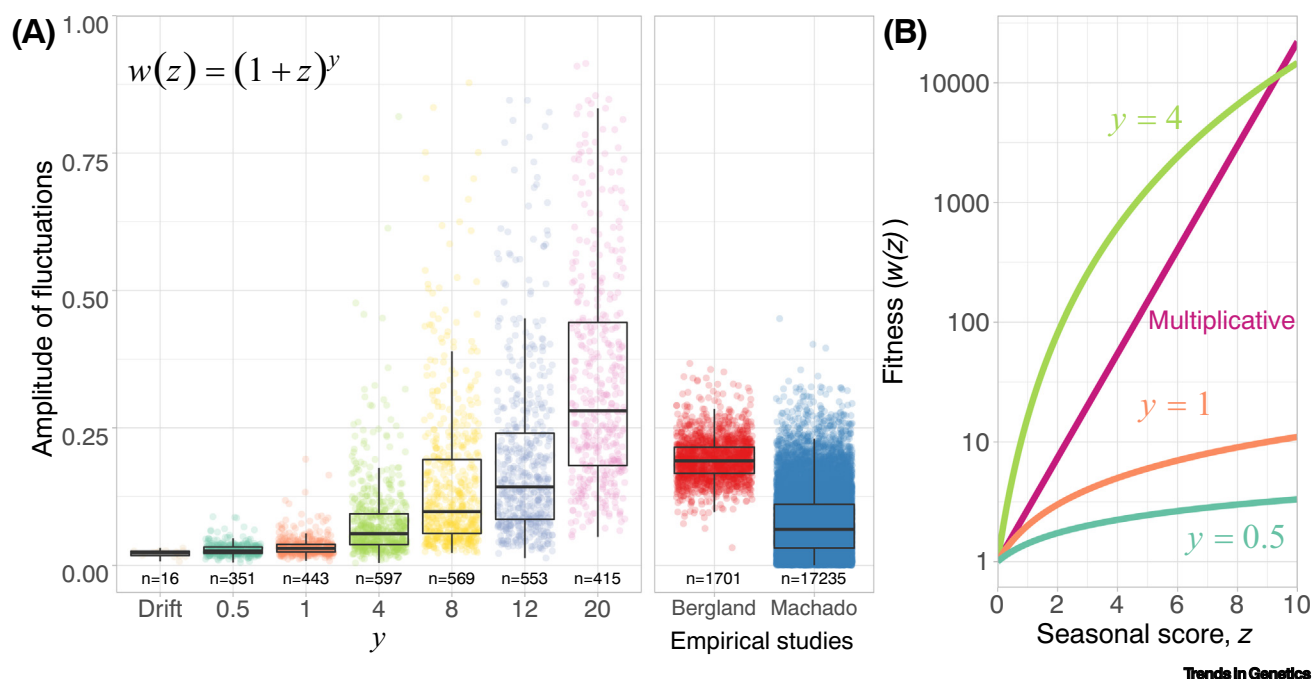 (A)
w(z) = (1 + z)^y
Amplitude of fluctuations
1.00
0.75
0.50
0.25
0.00
n=16 n=351 n=443 n=597 n=569 n=553 n=415
Drift 0.5 1 4 8 12 20
y
n=1701 n=17235
Bergland Machado
Empirical studies
(B)
Fitness (w(z) )
10000
1000
100
10
1
y = 4
Multiplicative
y = 1
y = 0.5
0 2 4 6 8 10
Seasonal score, z
Trends in Genetics